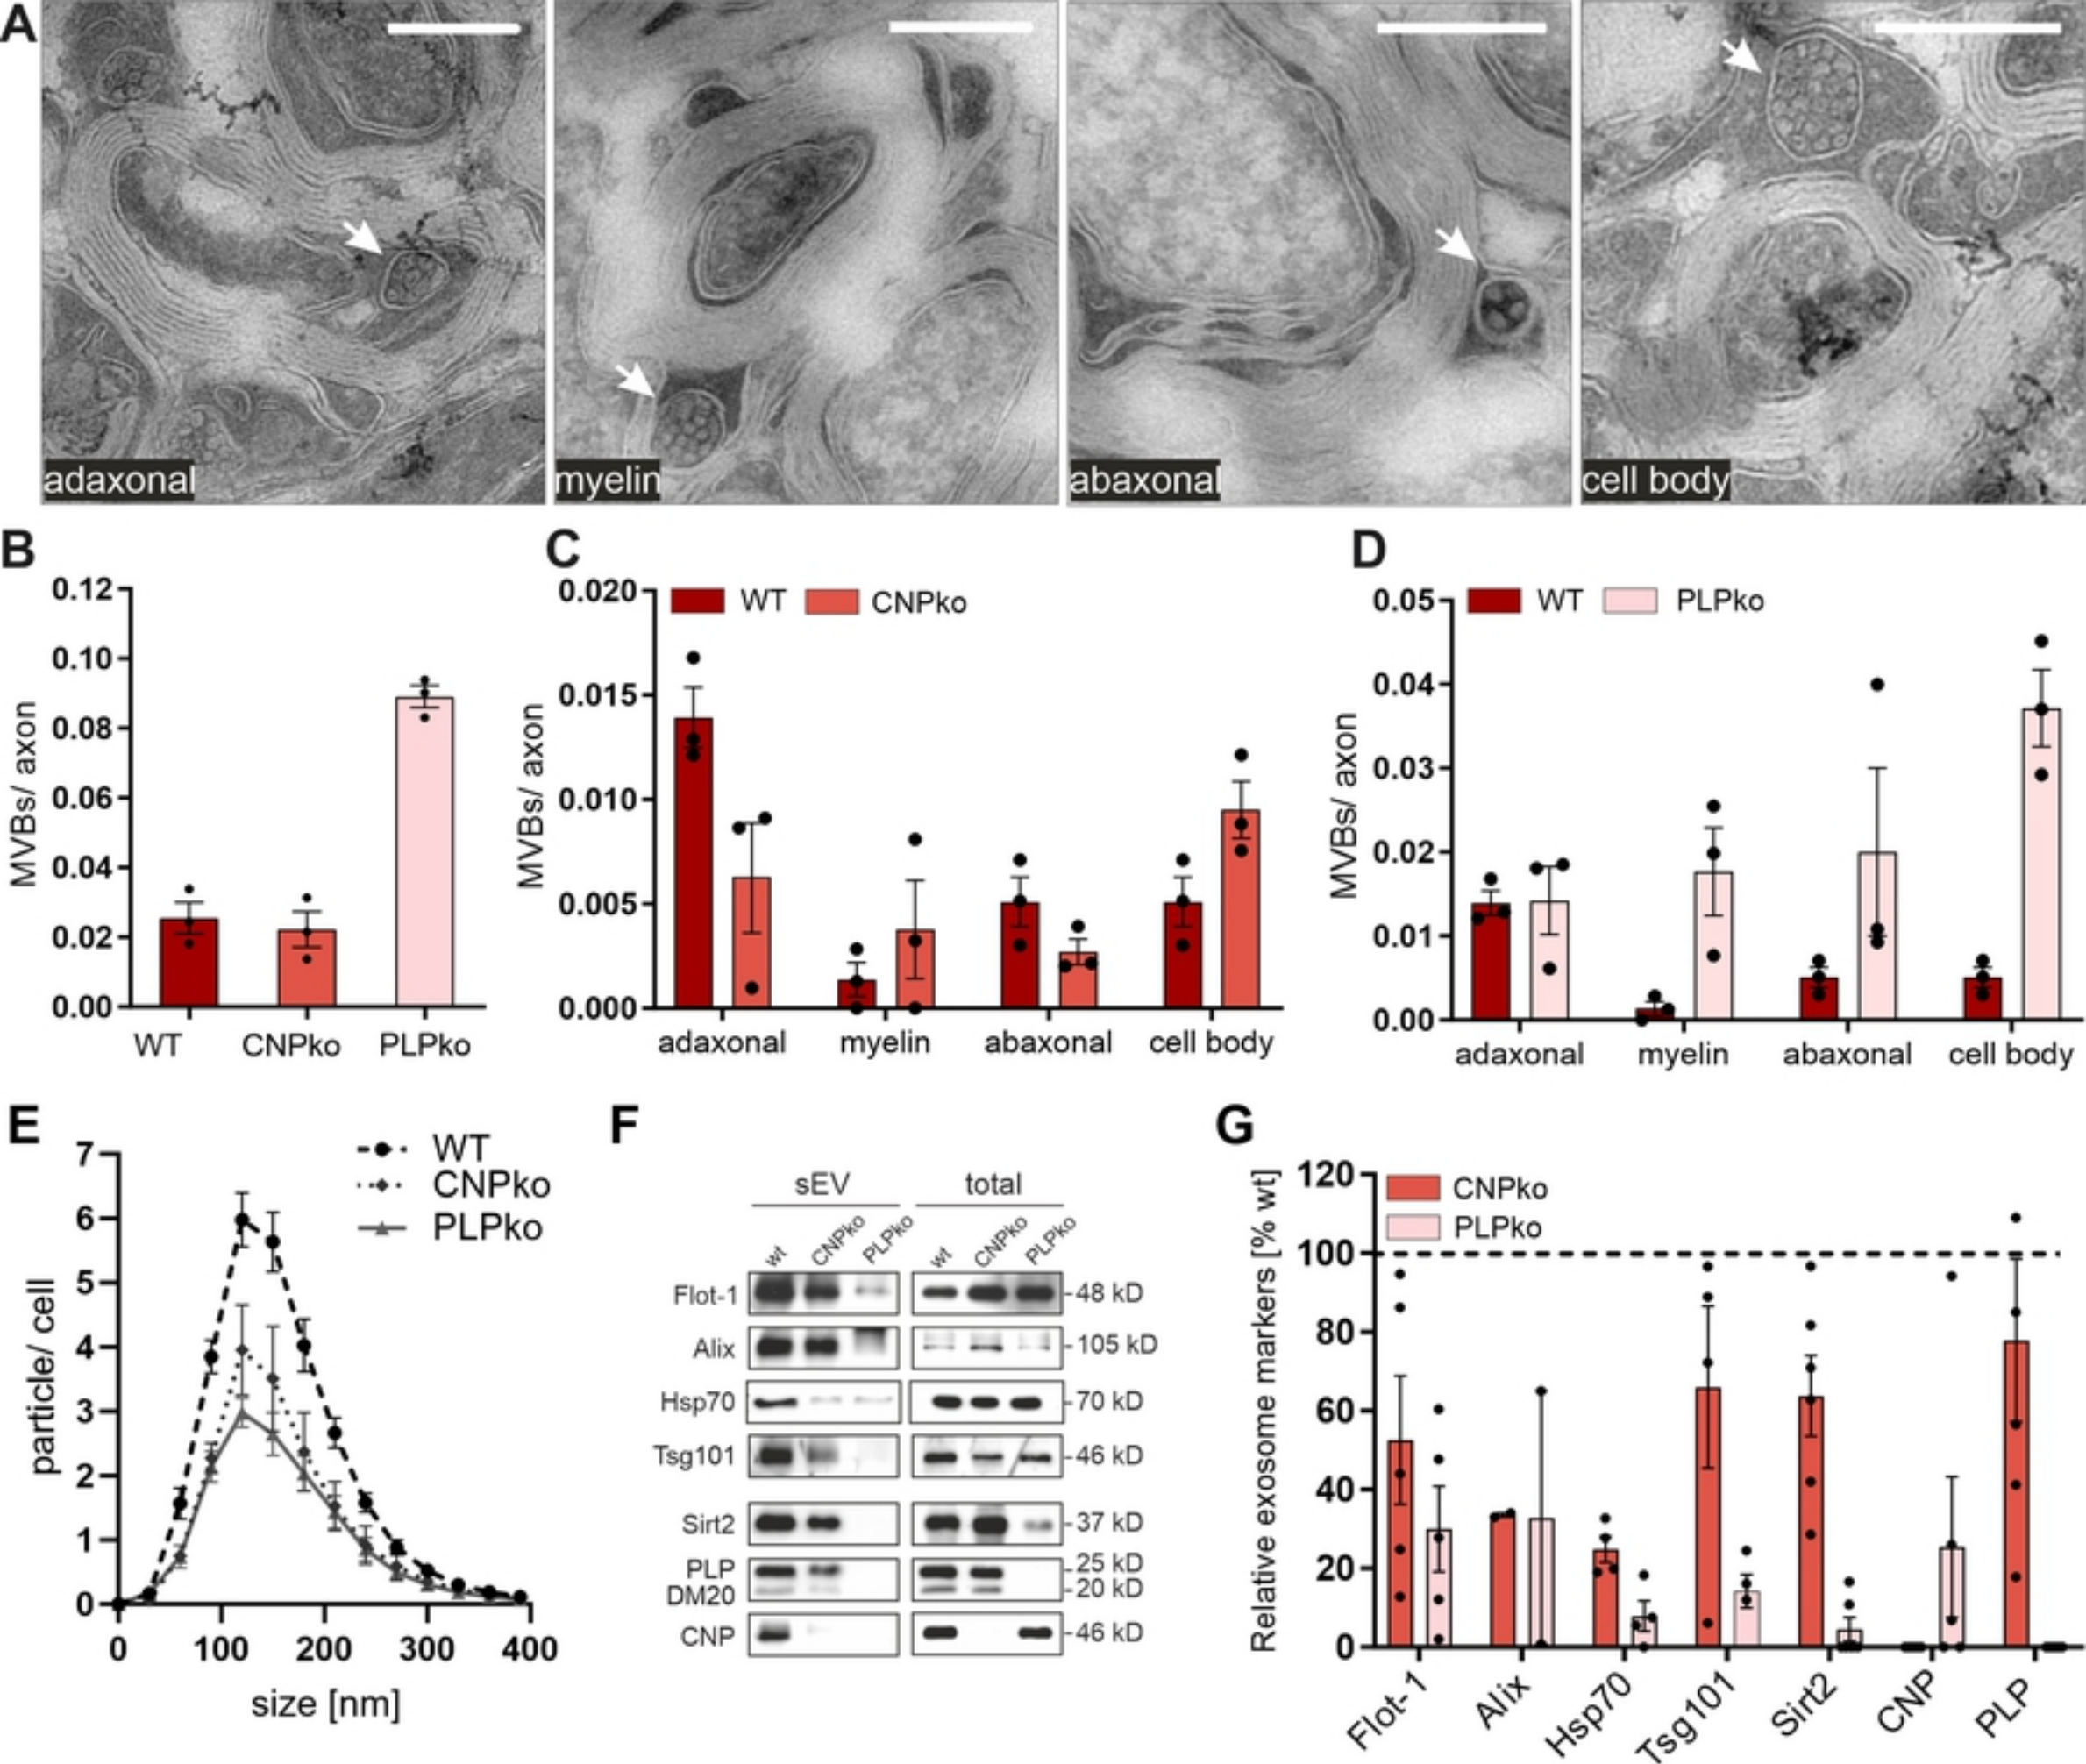 A
adaxonal
myelin
abaxonal
cell body
B
MVBs/ axon
0.12
0.10
0.08
0.06
0.04
0.02
0.00
WT CNPko PLPko
C
WT CNPko
MVBs/ axon
0.020
0.015
0.010
0.005
0.000
adaxonal myelin abaxonal cell body
D
WT PLPko
MVBs/ axon
0.05
0.04
0.03
0.02
0.01
0.00
adaxonal myelin abaxonal cell body
E
WT
CNPko
PLPko
particle/ cell
7
6
5
4
3
2
1
0
0 100 200 300 400
size [nm]
F
sEV total
wt CNPko PLPko wt CNPko PLPko
Flot-1 -48 kD
Alix -105 kD
Hsp70 -70 kD
Tsg101 -46 kD
Sirt2 -37 kD
PLP -25 kD
DM20 -20 kD
CNP -46 kD
G
CNPko
PLPko
Relative exosome markers [% wt]
120
100
80
60
40
20
0
Flot-1 Alix Hsp70 Tsg101 Sirt2 CNP PLP